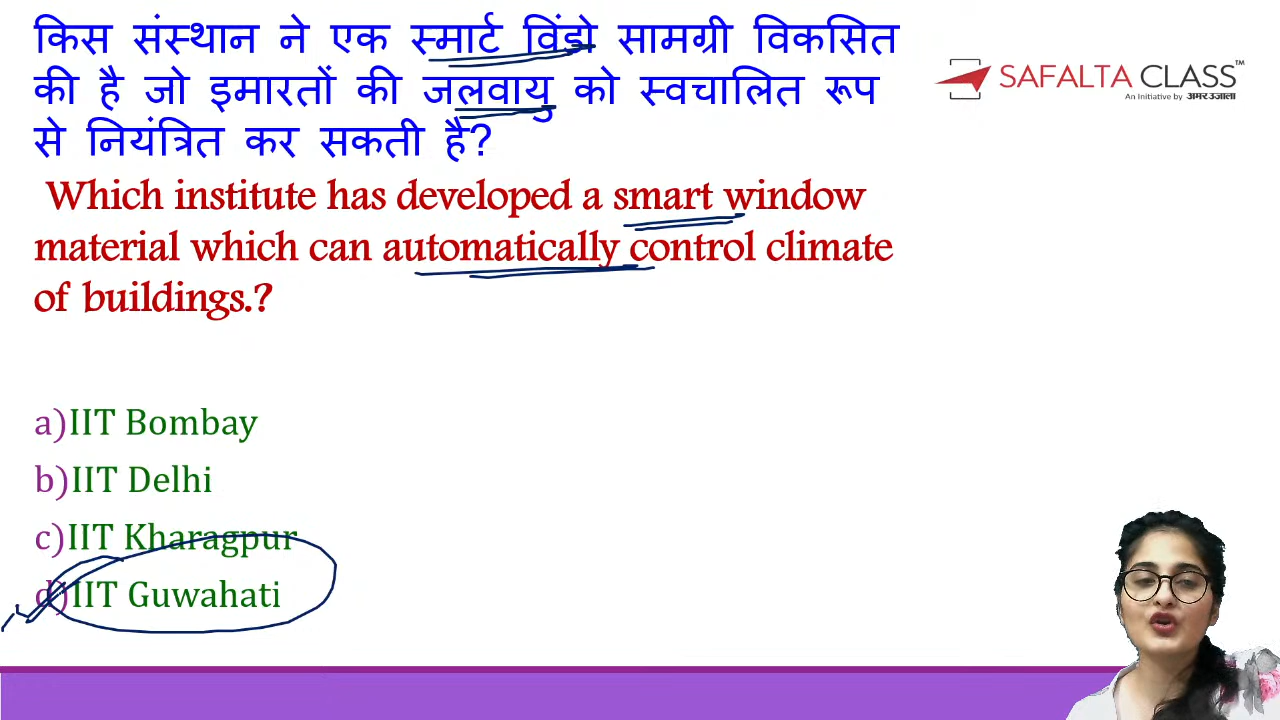 किस संस्थान ने एक स्मार्ट विंडो सामग्री विकसित
की है जो इमारतों की जलवायु को स्वचालित रूप
से नियंत्रित कर सकती है?
SAFALTA CLASS™
An Initiative by अमर उजाला
Which institute has developed a smart window
material which can automatically control climate
of buildings.?
a)IIT Bombay
b)IIT Delhi
c)IIT Kharagpur
d)IIT Guwahati